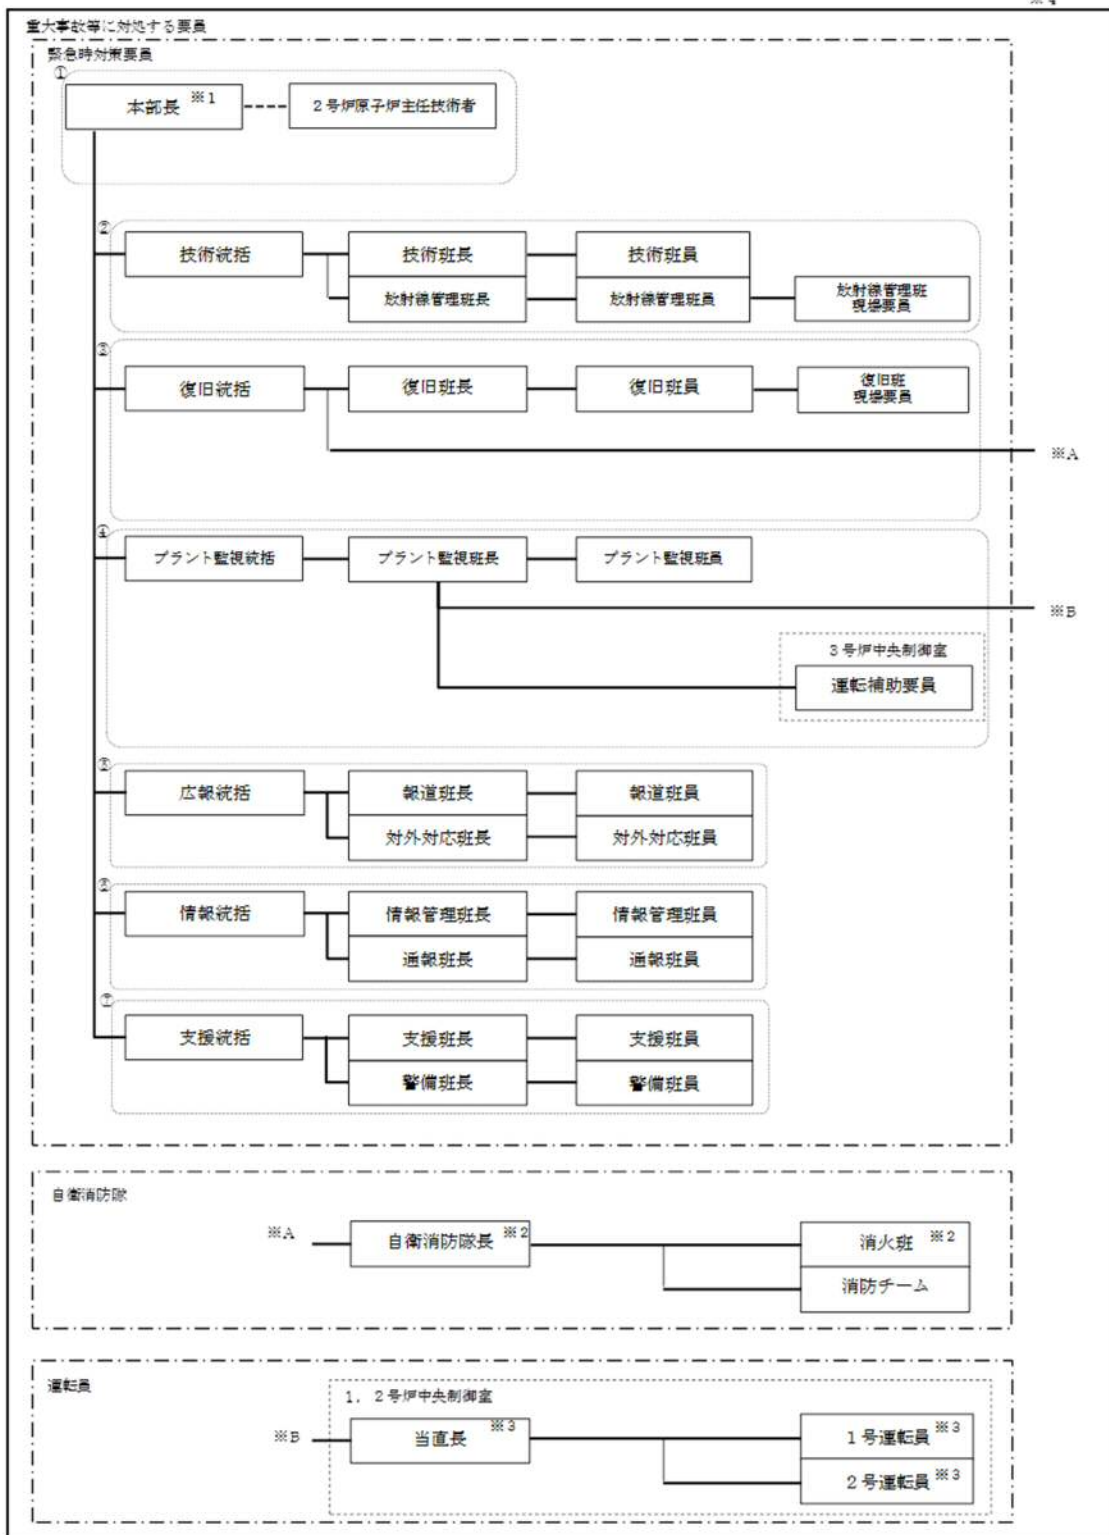 ※4
重大事故等に対処する要員
緊急時対策要員
①
本部長 ※1
2号炉原子炉主任技術者
②
技術統括
技術班長
技術班員
放射線管理班長
放射線管理班員
放射線管理班
現場要員
③
復旧統括
復旧班長
復旧班員
復旧班
現場要員
※A
④
プラント監視統括
プラント監視班長
プラント監視班員
※B
3号炉中央制御室
運転補助要員
⑤
広報統括
報道班長
報道班員
対外対応班長
対外対応班員
⑥
情報統括
情報管理班長
情報管理班員
通報班長
通報班員
⑦
支援統括
支援班長
支援班員
警備班長
警備班員
自衛消防隊
※A
自衛消防隊長 ※2
消火班 ※2
消防チーム
運転員
1，2号炉中央制御室
※B
当直長 ※3
1号運転員 ※3
2号運転員 ※3